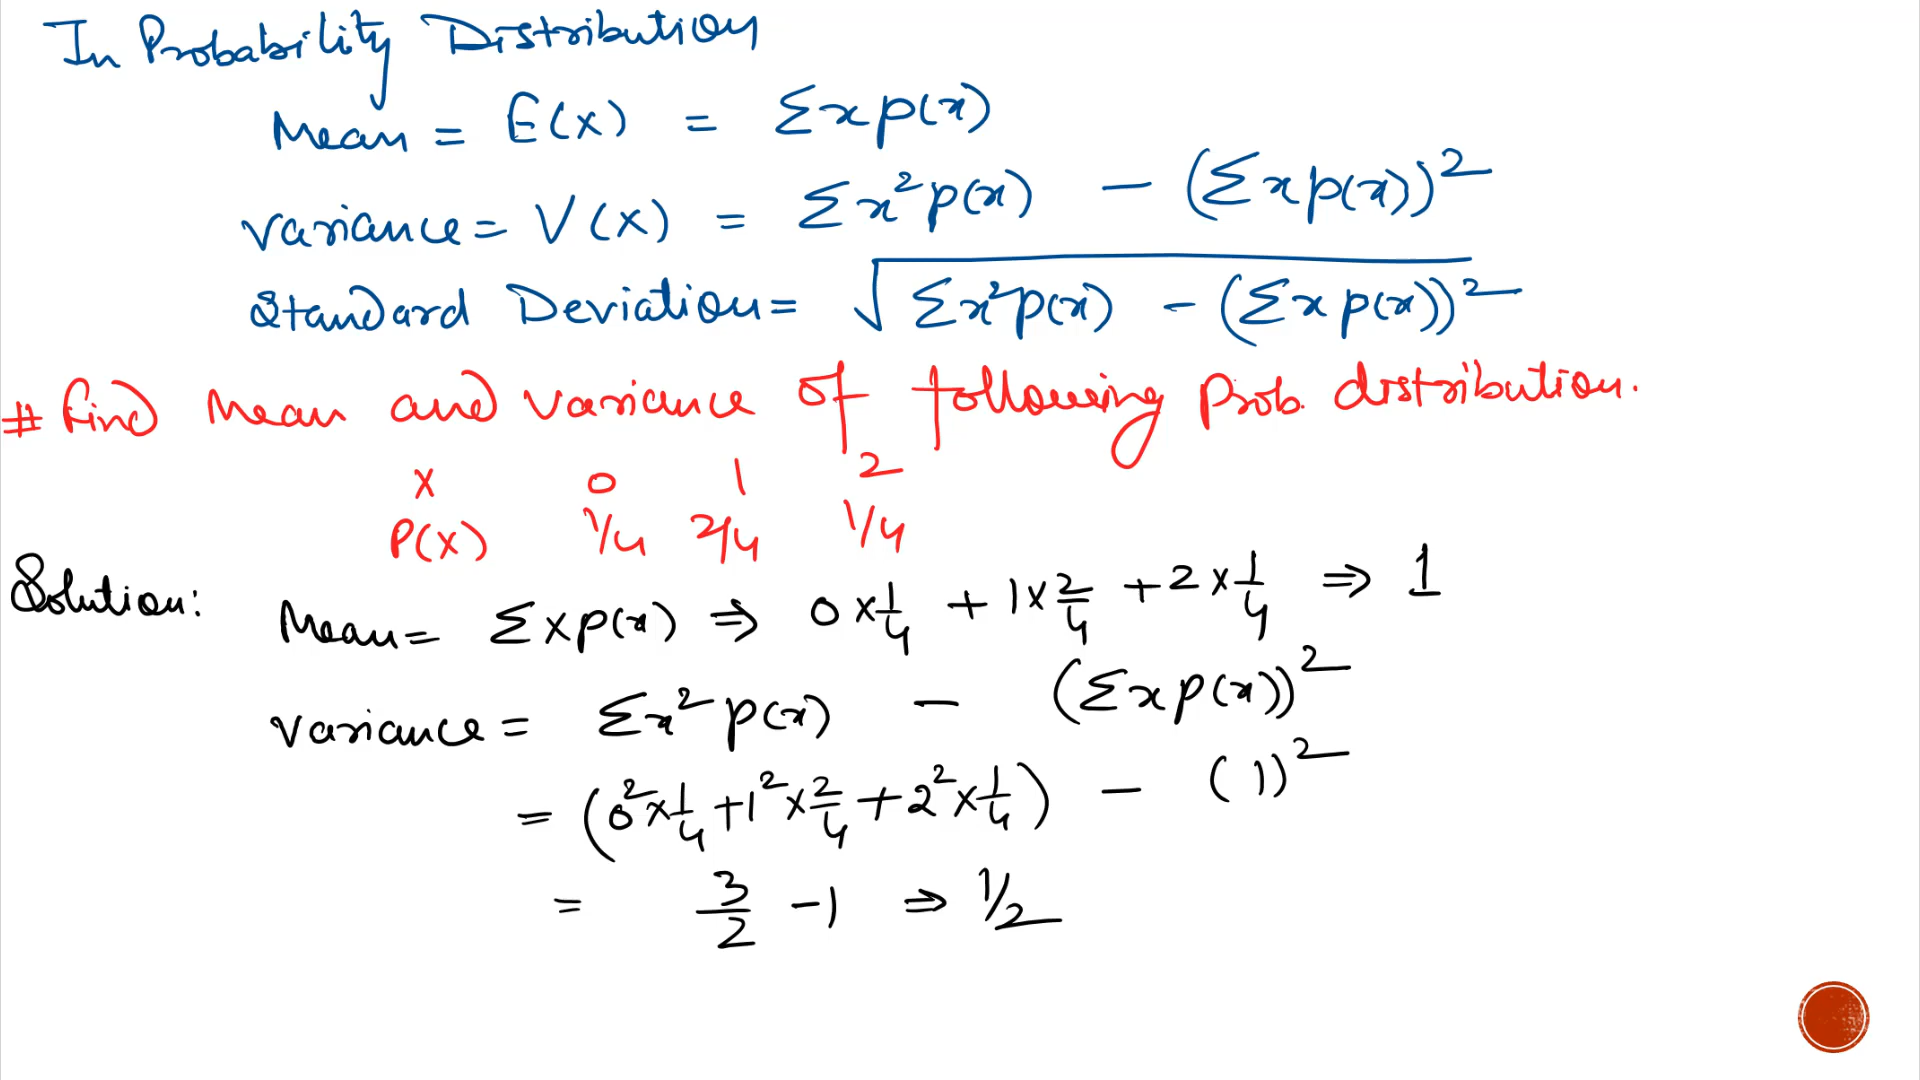 In Probability Distribution
Mean = E(X) = Σxp(x)
Variance = V(X) = Σx²p(x) − (Σxp(x))²
Standard Deviation = √Σx²p(x) − (Σxp(x))²
# Find Mean and Variance of following Prob. distribution.
X 0 1 2
P(X) 1/4 2/4 1/4
Solution: Mean = Σxp(x) ⇒ 0×1/4 + 1×2/4 + 2×1/4 ⇒ 1
Variance = Σx²p(x) − (Σxp(x))²
= (0²×1/4 + 1²×2/4 + 2²×1/4) − (1)²
= 3/2 − 1 ⇒ 1/2